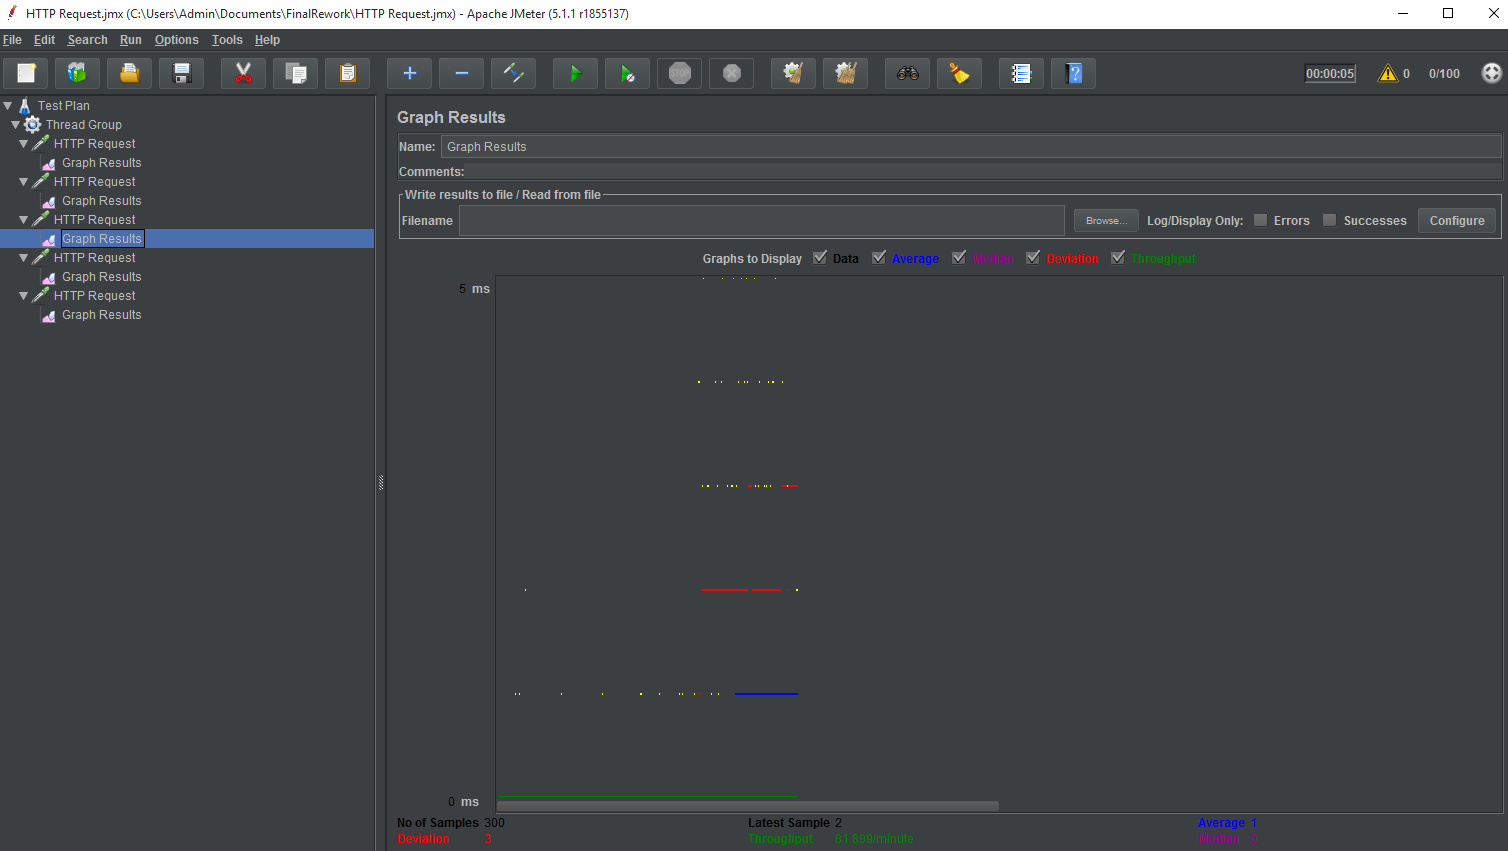 HTTP Request.jmx (C:\Users\Admin\Documents\FinalRework\HTTP Request.jmx) - Apache JMeter (5.1.1 r1855137)
File Edit Search Run Options Tools Help
STOP 00:00:05 0 0/100
Test Plan
Thread Group
HTTP Request
Graph Results
HTTP Request
Graph Results
HTTP Request
Graph Results
HTTP Request
Graph Results
HTTP Request
Graph Results
Graph Results
Name: Graph Results
Comments:
Write results to file / Read from file
Filename Browse... Log/Display Only: Errors Successes Configure
Graphs to Display Data Average Median Deviation Throughput
5 ms
0 ms
No of Samples 300 Latest Sample 2 Average 1
Deviation 3 Throughput 81.899/minute Median 0